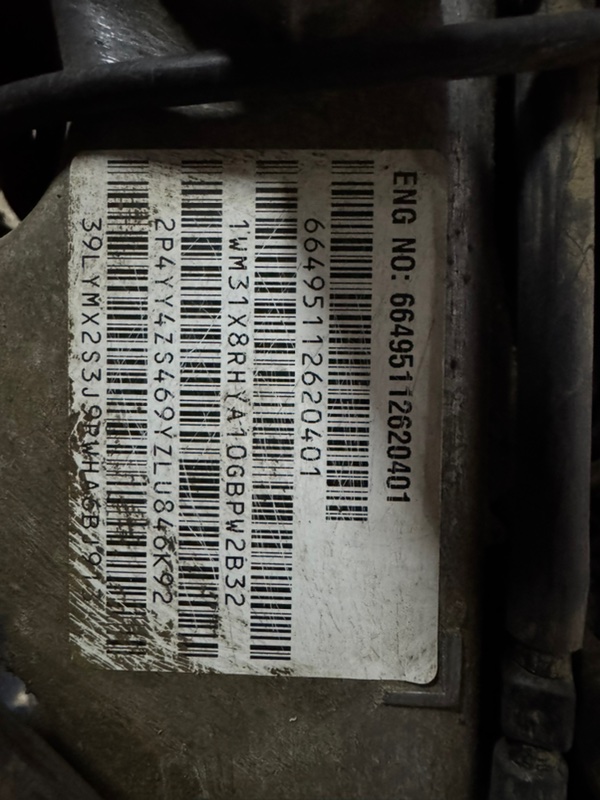 ENG NO: 66495112620401
66495112620401
1WM31X8RHYA10GBPW2B32
2P4YY4ZS469YZLU846K92